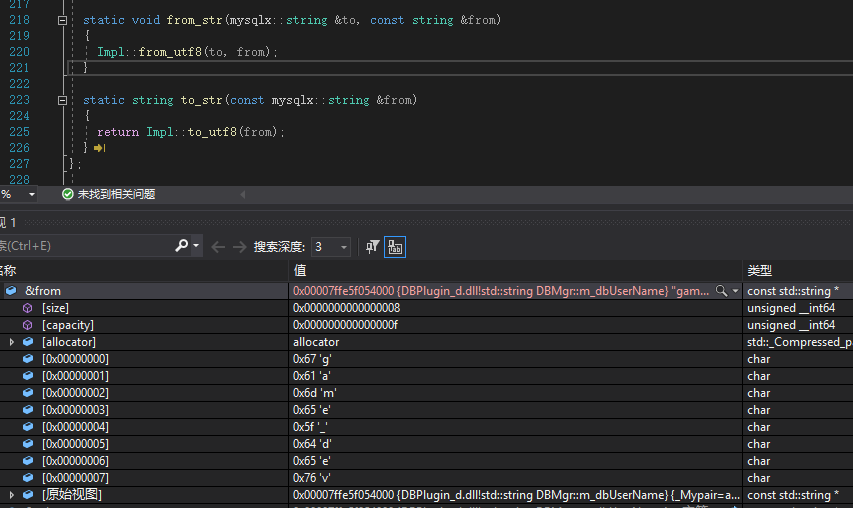 217
218 static void from_str(mysqlx::string &to, const string &from)
219 {
220 Impl::from_utf8(to, from);
221 }
222
223 static string to_str(const mysqlx::string &from)
224 {
225 return Impl::to_utf8(from);
226 }
227 };
228
% 未找到相关问题
视 1
索(Ctrl+E) 搜索深度: 3
名称 值 类型
&from 0x00007ffe5f054000 {DBPlugin_d.dll!std::string DBMgr::m_dbUserName} "gam... const std::string *
[size] 0x0000000000000008 unsigned __int64
[capacity] 0x000000000000000f unsigned __int64
[allocator] allocator std::_Compressed_pa
[0x00000000] 0x67 'g' char
[0x00000001] 0x61 'a' char
[0x00000002] 0x6d 'm' char
[0x00000003] 0x65 'e' char
[0x00000004] 0x5f '_' char
[0x00000005] 0x64 'd' char
[0x00000006] 0x65 'e' char
[0x00000007] 0x76 'v' char
[原始视图] 0x00007ffe5f054000 {DBPlugin_d.dll!std::string DBMgr::m_dbUserName} {_Mypair=a... const std::string *